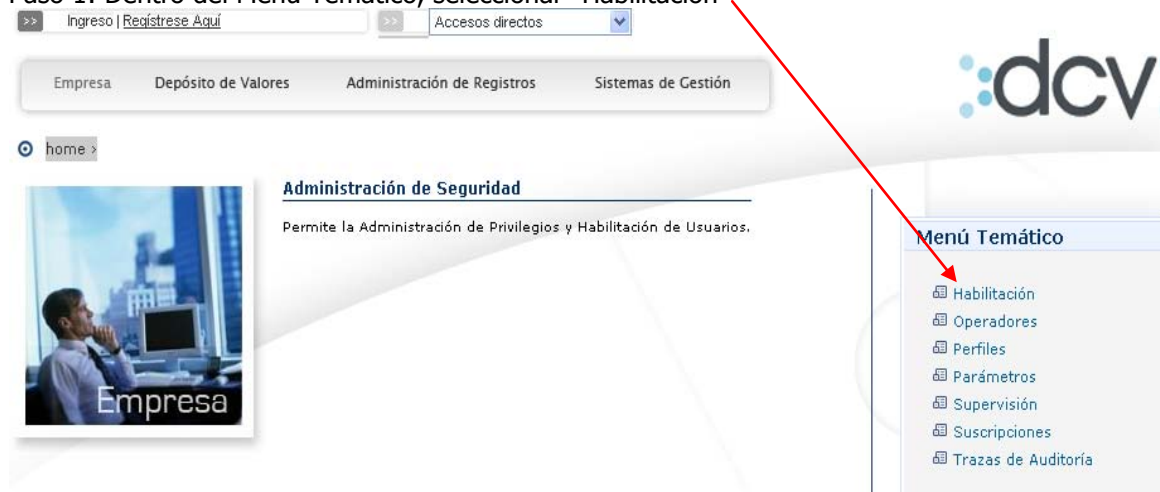 Paso 1: Dentro del Menú Temático, seleccionar "Habilitación"
>> Ingreso | Regístrese Aquí >> Accesos directos
Empresa Depósito de Valores Administración de Registros Sistemas de Gestión
:dcv
home >
Administración de Seguridad
Permite la Administración de Privilegios y Habilitación de Usuarios.
Empresa
Menú Temático
Habilitación
Operadores
Perfiles
Parámetros
Supervisión
Suscripciones
Trazas de Auditoría